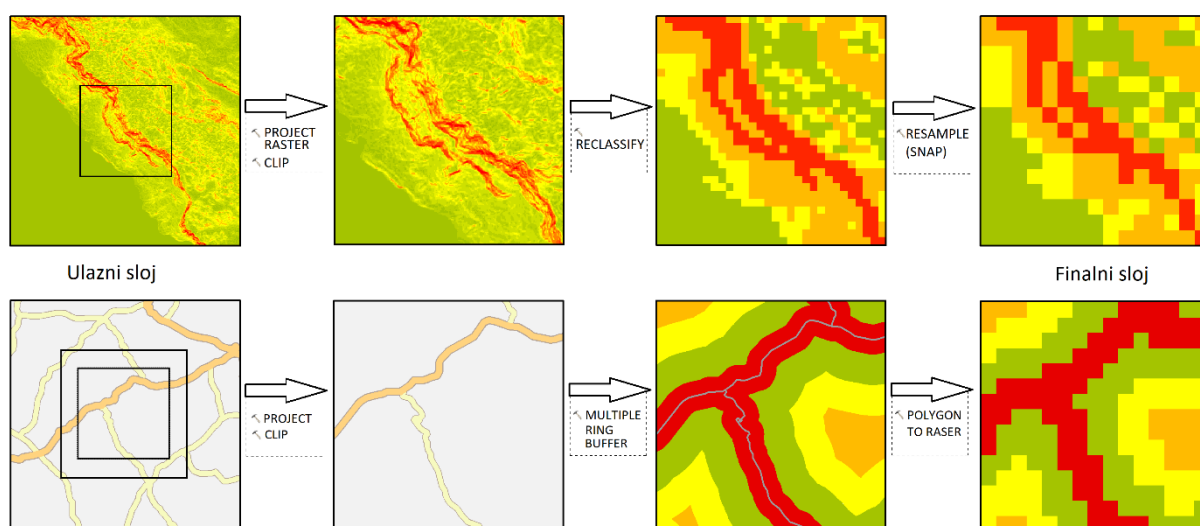 PROJECT
RASTER
CLIP
RECLASSIFY
RESAMPLE
(SNAP)
Ulazni sloj
Finalni sloj
PROJECT
CLIP
MULTIPLE
RING
BUFFER
POLYGON
TO RASER